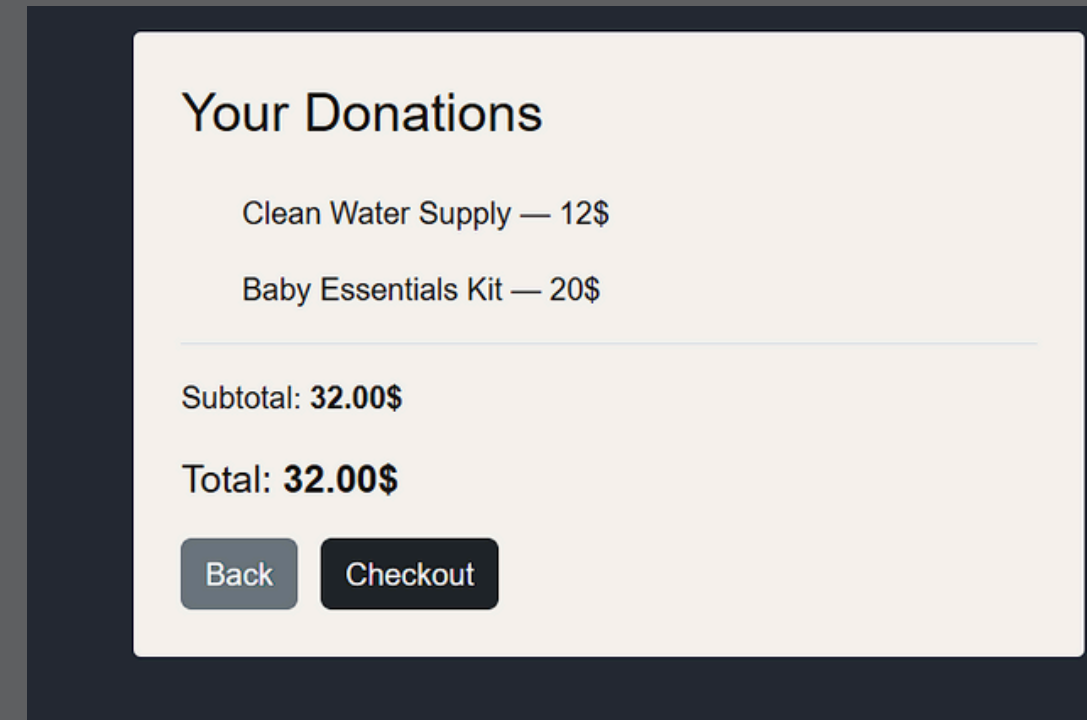 Your Donations
Clean Water Supply — 12$
Baby Essentials Kit — 20$
Subtotal: 32.00$
Total: 32.00$
Back Checkout